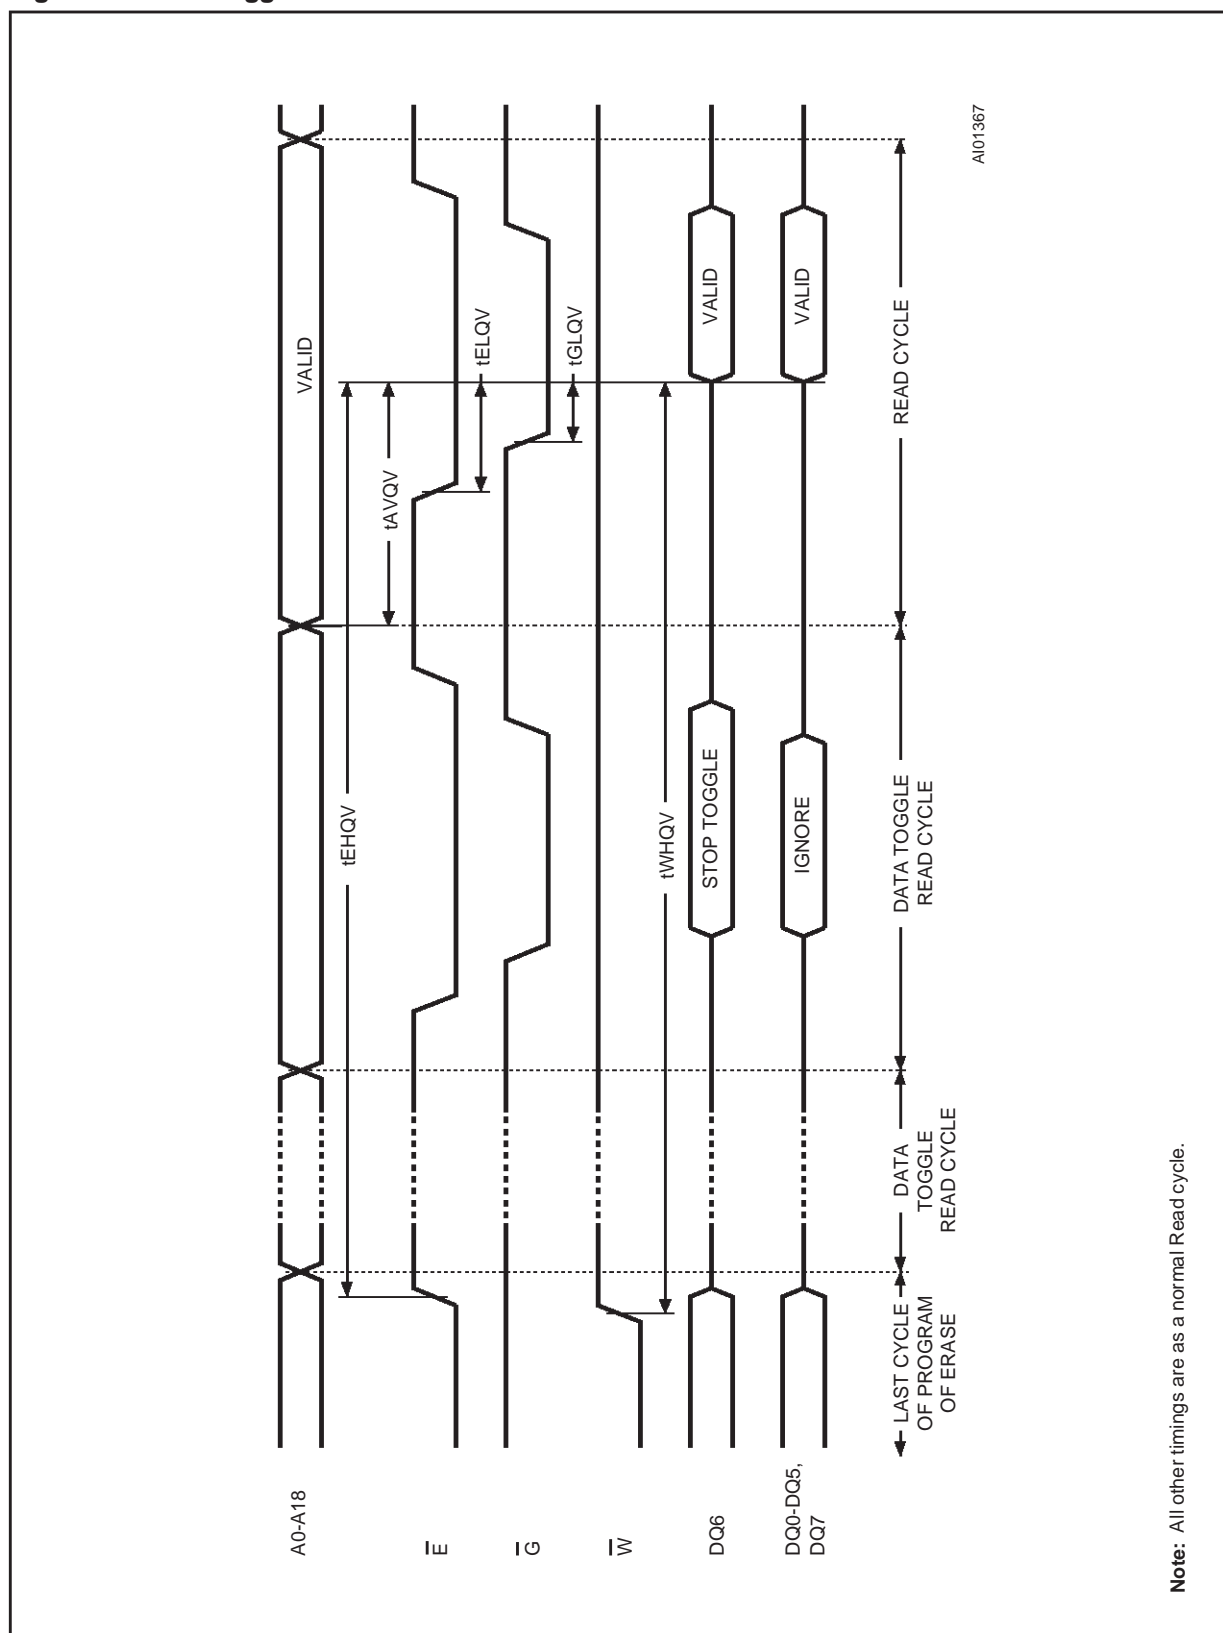 A0-A18
VALID
tEHQV
tAVQV
E
tELQV
G
tGLQV
W
tWHQV
DQ6
STOP TOGGLE
VALID
DQ0-DQ5,
DQ7
IGNORE
VALID
LAST CYCLE
OF PROGRAM
OF ERASE
DATA
TOGGLE
READ CYCLE
DATA TOGGLE
READ CYCLE
READ CYCLE
AI01367
Note: All other timings are as a normal Read cycle.